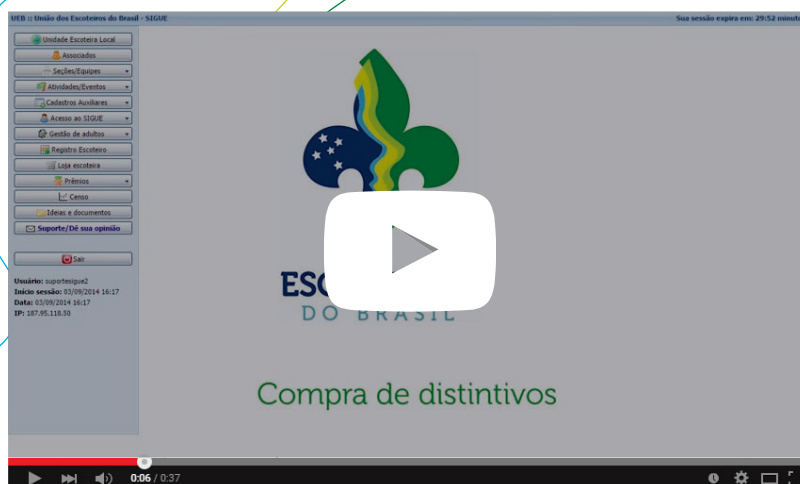 UEB :: União dos Escoteiros do Brasil - SIGUE
Sua sessão expira em: 29:52 minuto
Unidade Escoteira Local
Associados
Seções/Equipes
Atividades/Eventos
Cadastros Auxiliares
Acesso ao SIGUE
Gestão de adultos
Registro Escoteiro
Loja escoteira
Prêmios
Censo
Ideias e documentos
Suporte/Dê sua opinião
Sair
Usuário: suportesigue2
Início sessão: 03/09/2014 16:17
Data: 03/09/2014 16:17
IP: 187.95.118.50
ESC
DO BRASIL
Compra de distintivos
0:06 / 0:37